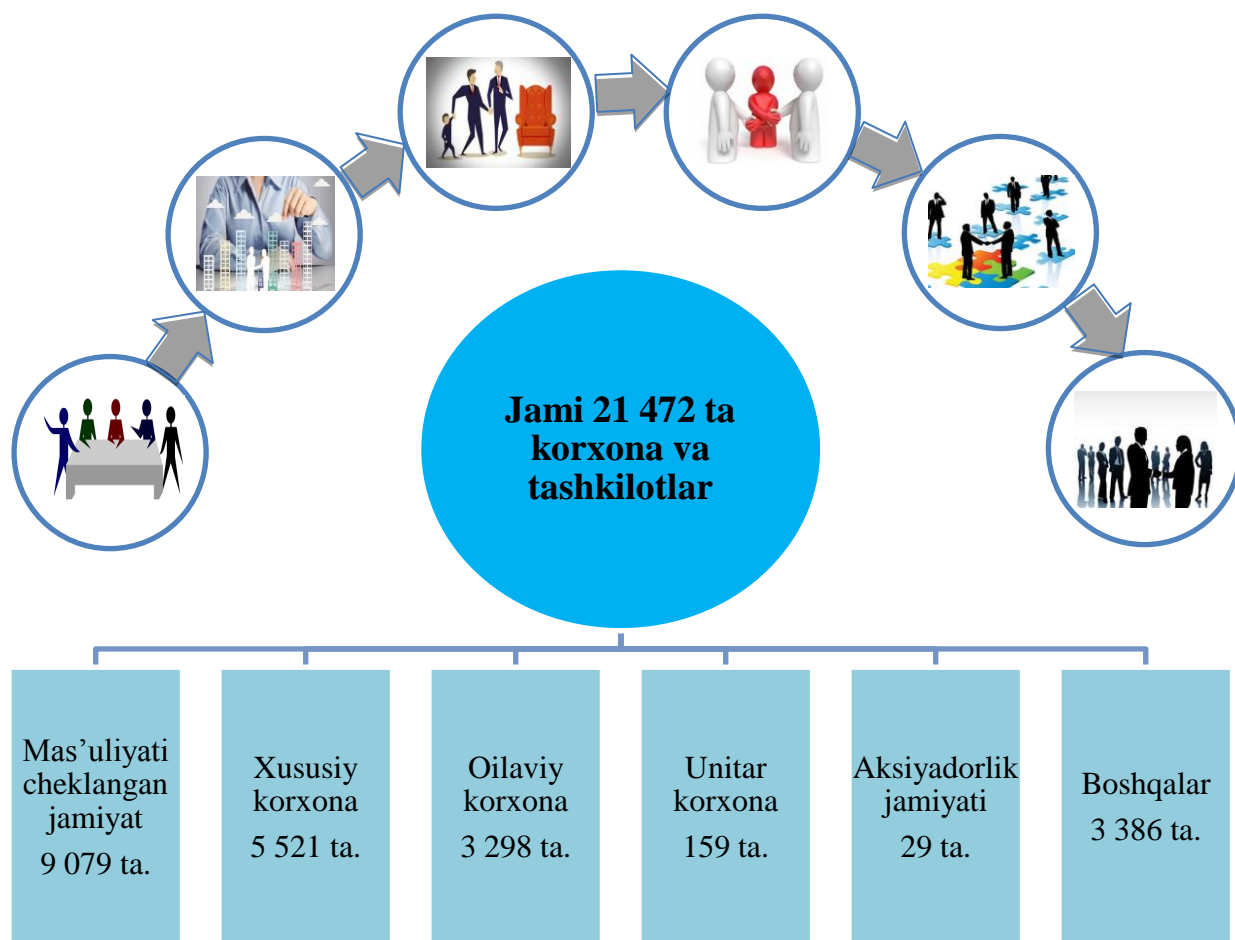 Jami 21 472 ta
korxona va
tashkilotlar
Mas’uliyati
cheklangan
jamiyat
9 079 ta.
Xususiy
korxona
5 521 ta.
Oilaviy
korxona
3 298 ta.
Unitar
korxona
159 ta.
Aksiyadorlik
jamiyati
29 ta.
Boshqalar
3 386 ta.